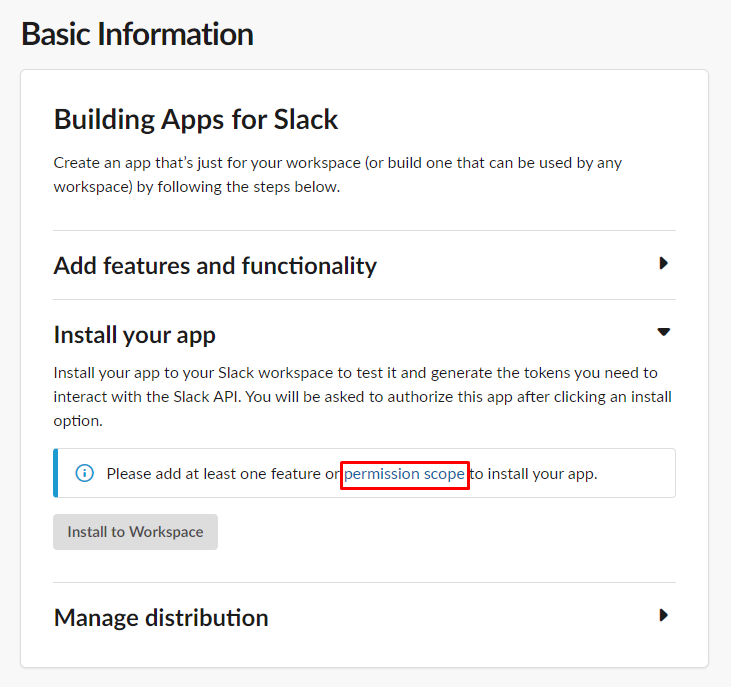 Basic Information
Building Apps for Slack
Create an app that's just for your workspace (or build one that can be used by any
workspace) by following the steps below.
Add features and functionality
Install your app
Install your app to your Slack workspace to test it and generate the tokens you need to
interact with the Slack API. You will be asked to authorize this app after clicking an install
option.
Please add at least one feature or permission scope to install your app.
Install to Workspace
Manage distribution